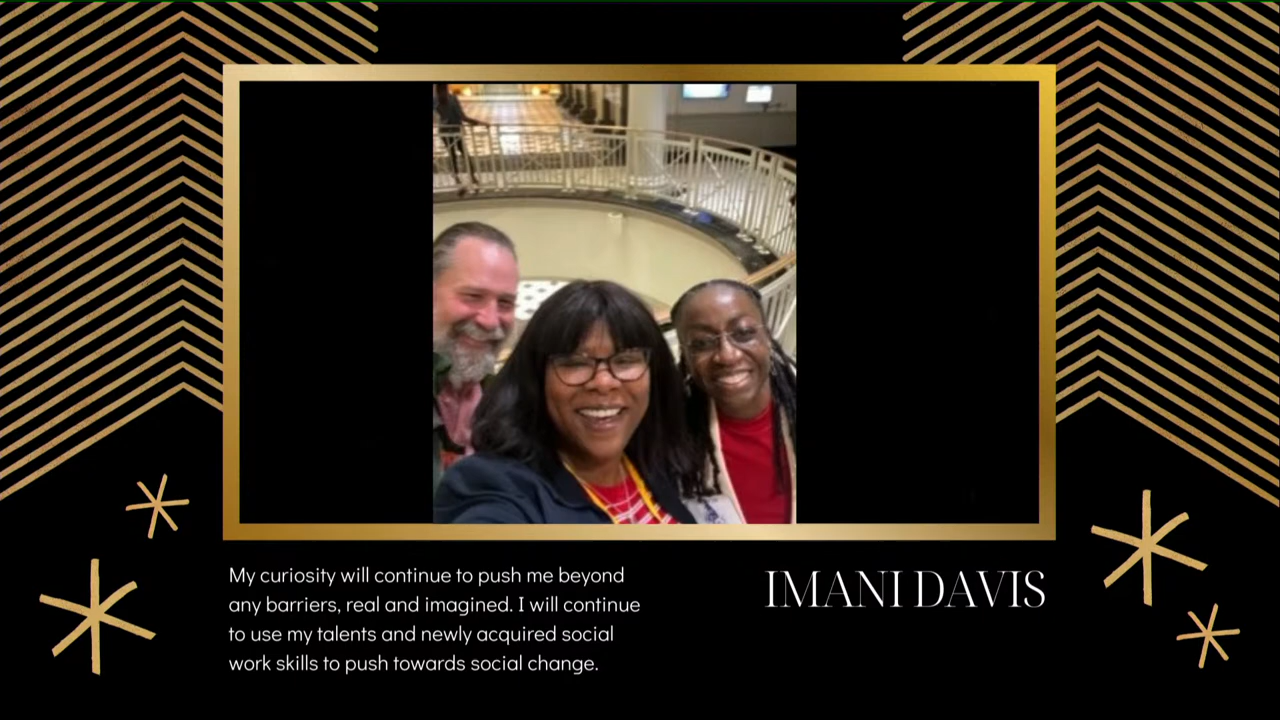 My curiosity will continue to push me beyond
any barriers, real and imagined. I will continue
to use my talents and newly acquired social
work skills to push towards social change.
IMANI DAVIS